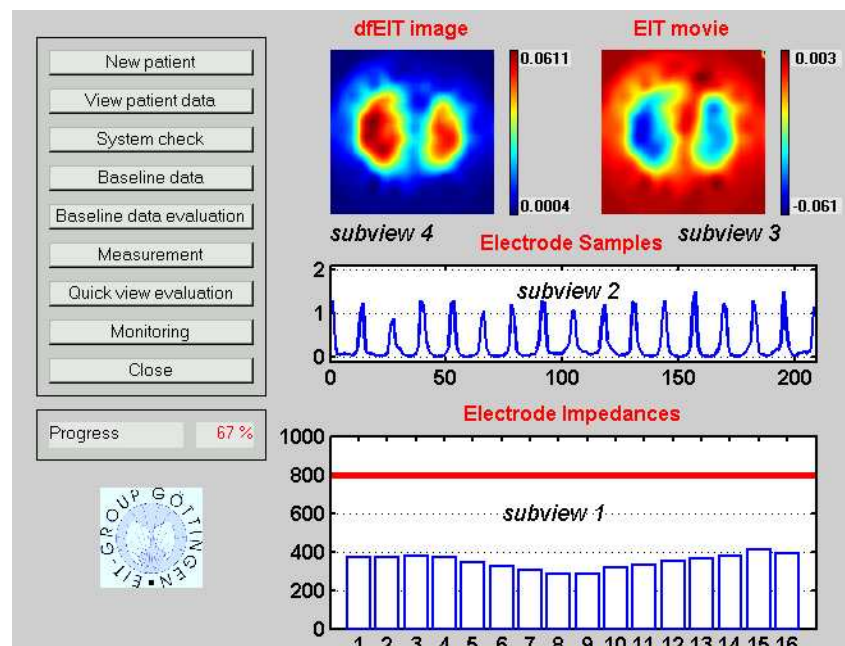 New patient
View patient data
System check
Baseline data
Baseline data evaluation
Measurement
Quick view evaluation
Monitoring
Close
Progress 67 %
EIT-GROUP GÖTTINGEN
dfEIT image
0.0611
0.0004
subview 4
EIT movie
0.003
-0.061
subview 3
Electrode Samples
subview 2
2
1
0
0 50 100 150 200
Electrode Impedances
1000
800
600
400
200
0
subview 1
1 2 3 4 5 6 7 8 9 10 11 12 13 14 15 16